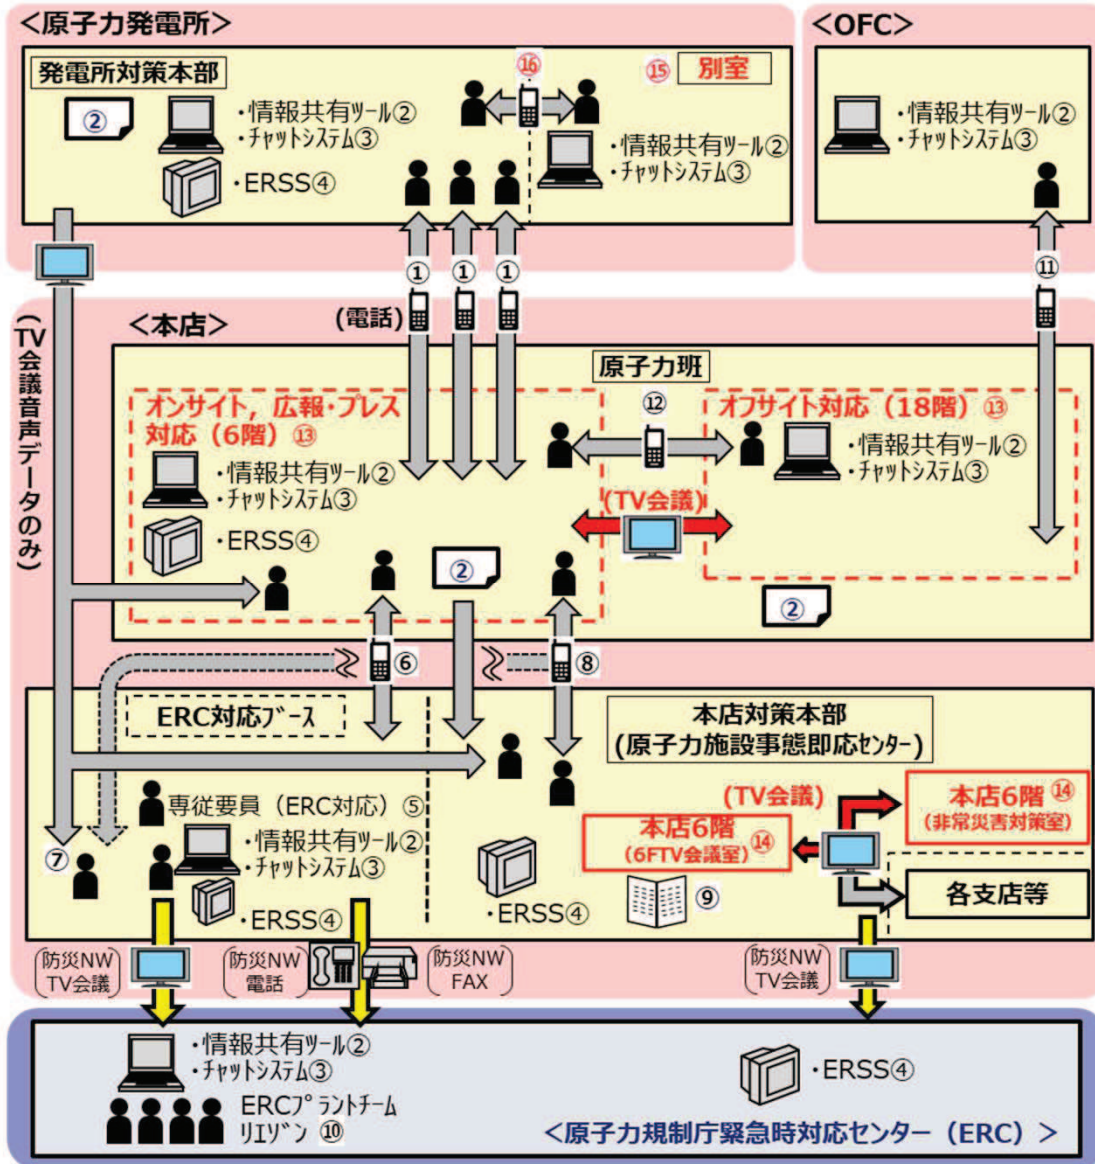 ＜原子力発電所＞
発電所対策本部
②
・情報共有ツール②
・チャットシステム③
・ERSS④
⑯
⑮ 別室
・情報共有ツール②
・チャットシステム③
＜OFC＞
・情報共有ツール②
・チャットシステム③
①
①
①
⑪
(電話)
(TV会議音声データのみ)
＜本店＞
原子力班
オンサイト，広報・プレス
対応（6階）⑬
・情報共有ツール②
・チャットシステム③
・ERSS④
⑫
(TV会議)
オフサイト対応（18階）⑬
・情報共有ツール②
・チャットシステム③
②
②
⑥
⑧
ERC対応ブース
専従要員（ERC対応）⑤
・情報共有ツール②
・チャットシステム③
・ERSS④
⑦
本店対策本部
(原子力施設事態即応センター)
(TV会議)
本店6階 ⑭
(非常災害対策室)
本店6階
(6FTV会議室) ⑭
・ERSS④
⑨
各支店等
防災NW
TV会議
防災NW
電話
防災NW
FAX
防災NW
TV会議
・情報共有ツール②
・チャットシステム③
ERCプラントチーム
リエゾン ⑩
・ERSS④
＜原子力規制庁緊急時対応センター（ERC）＞